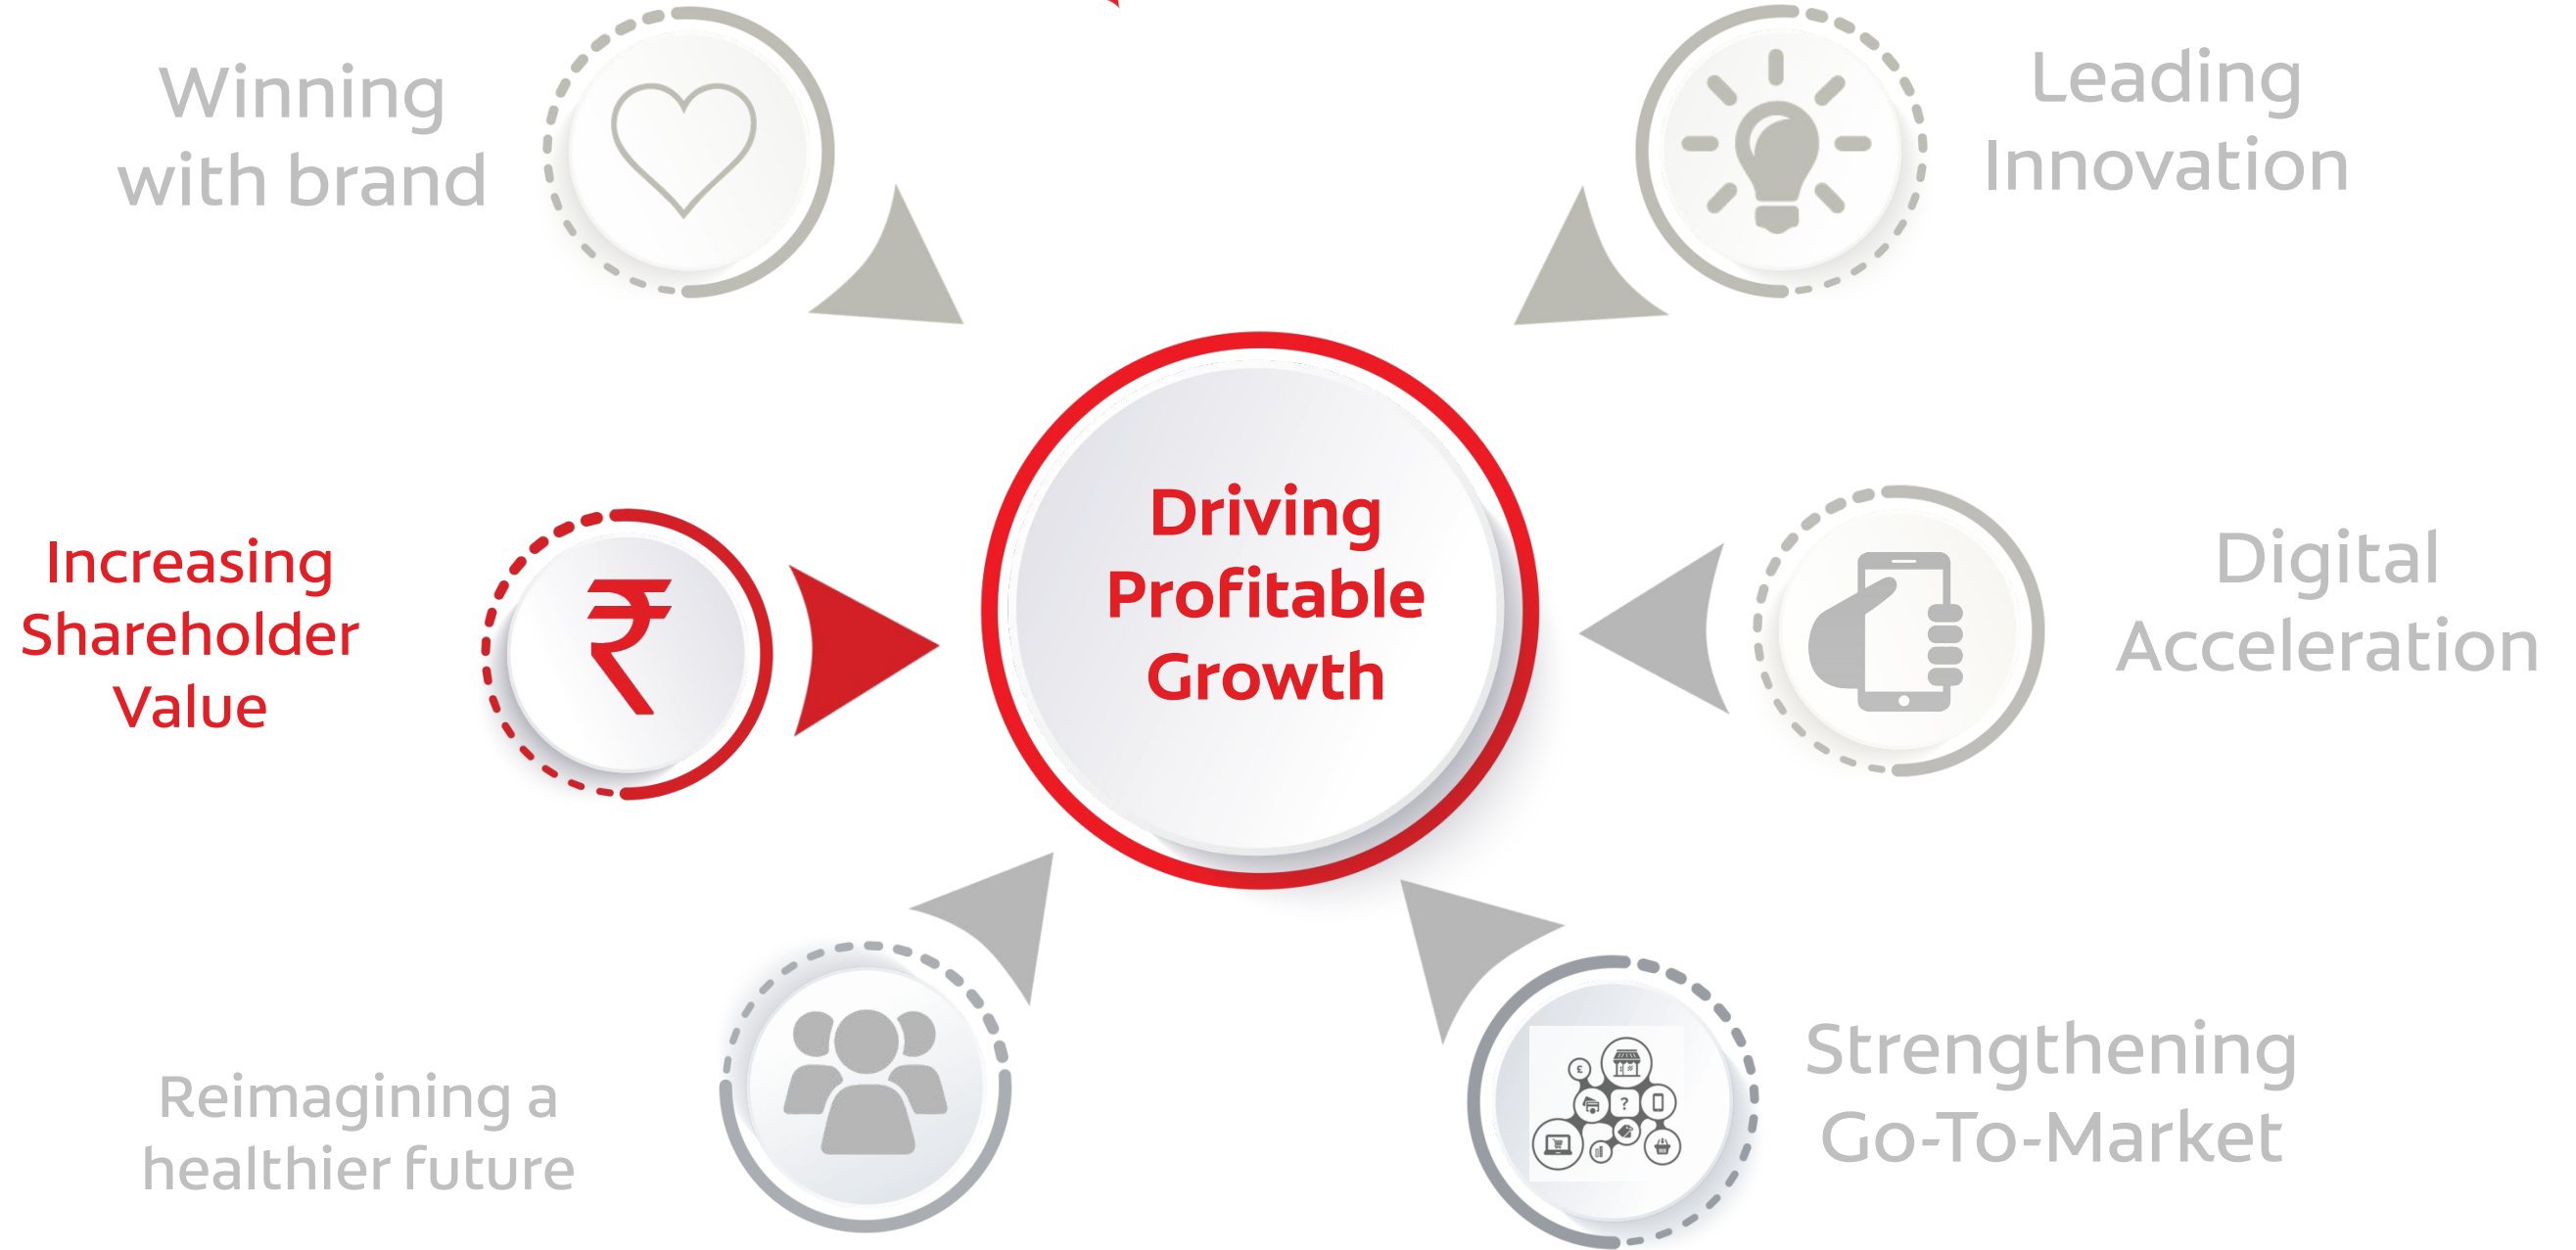 Winning
with brand
Leading
Innovation
Increasing
Shareholder
Value
₹
Driving
Profitable
Growth
Digital
Acceleration
Reimagining a
healthier future
£
?
Strengthening
Go-To-Market